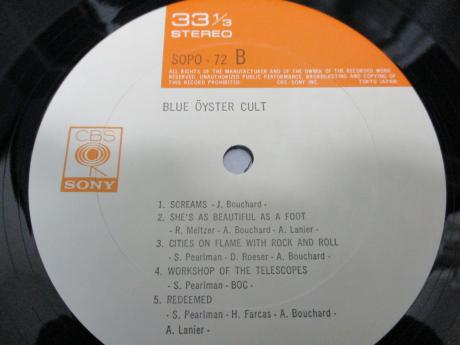 33 1/3
STEREO
SOPO-72 B
ALL RIGHTS OF THE MANUFACTURER AND OF THE OWNER OF THE RECORDED WORK
RESERVED. UNAUTHORIZED PUBLIC PERFORMANCE, BROADCASTING AND COPYING OF
THIS RECORD PROHIBITED. CBS/SONY INC. TOKYO JAPAN
BLUE ÖYSTER CULT
CBS
SONY
1. SCREAMS - J. Bouchard -
2. SHE'S AS BEAUTIFUL AS A FOOT
- R. Meltzer - A. Bouchard - A. Lanier -
3. CITIES ON FLAME WITH ROCK AND ROLL
- S. Pearlman - D. Roeser - A. Bouchard -
4. WORKSHOP OF THE TELESCOPES
- S. Pearlman - BOC -
5. REDEEMED
- S. Pearlman - H. Farcas - A. Bouchard -
A. Lanier -